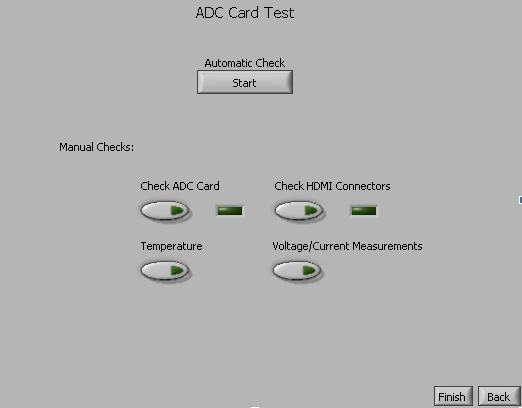 ADC Card Test
Automatic Check
Start
Manual Checks:
Check ADC Card
Check HDMI Connectors
Temperature
Voltage/Current Measurements
Finish
Back